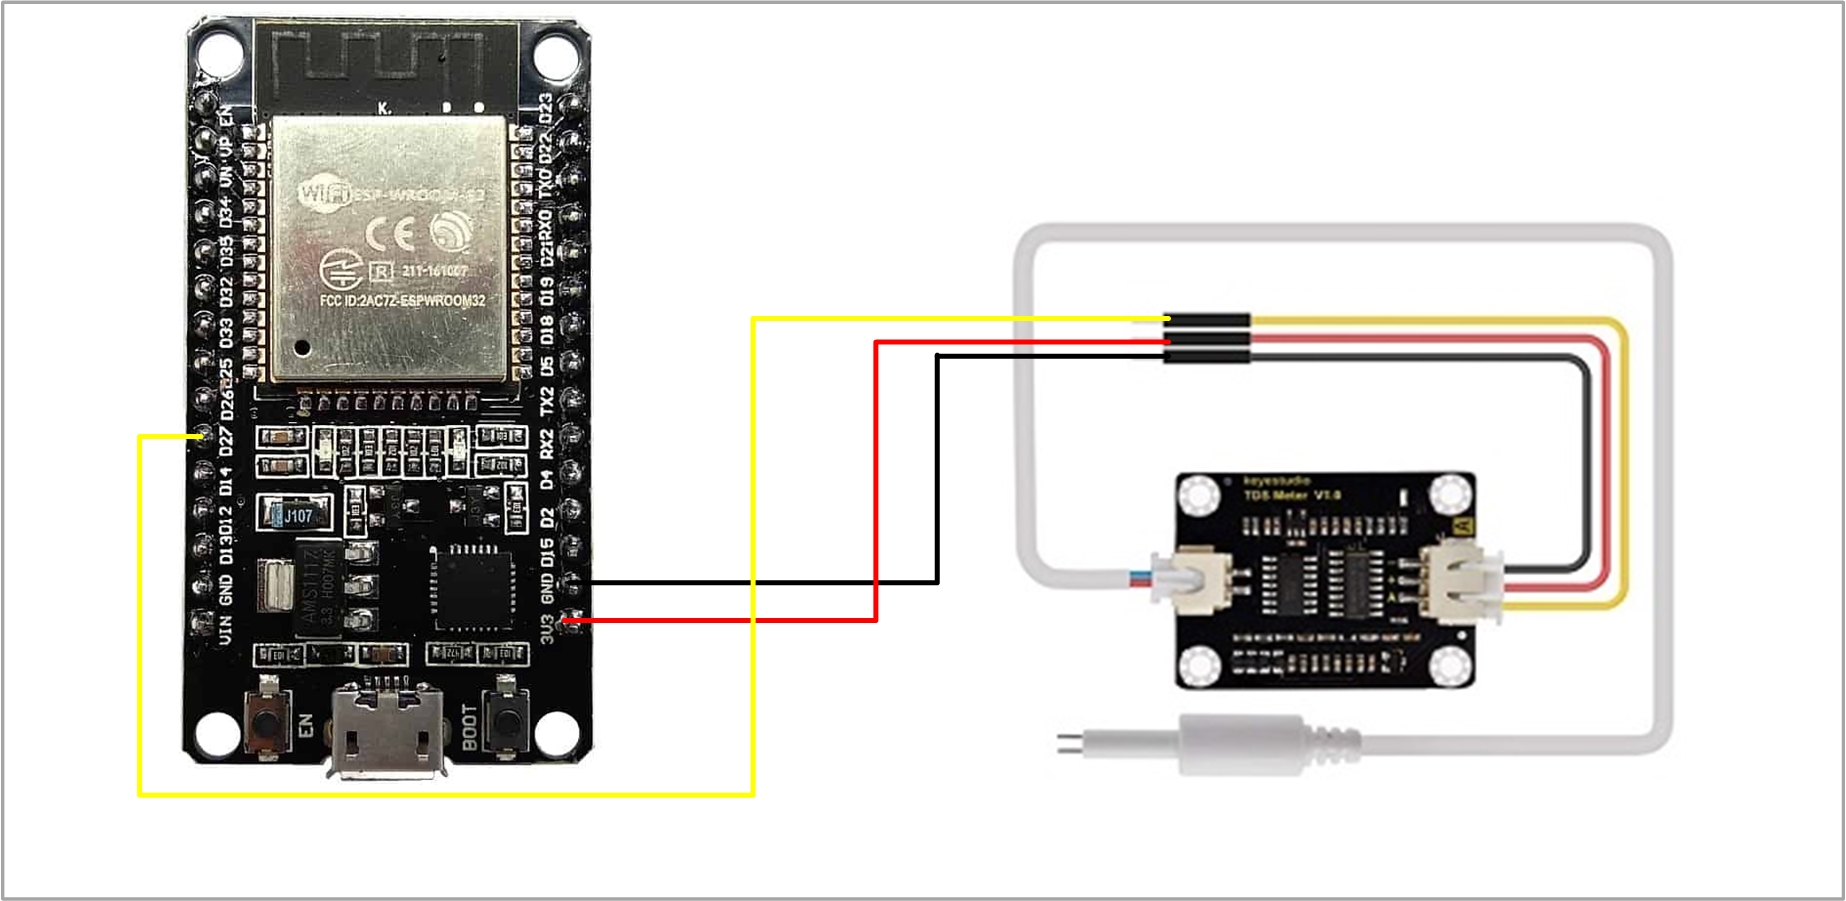 EN
VP
VN
D34
D35
D32
D33
D25
D26
D27
D14
D12
D13
GND
VIN
D23
D22
TX0
RX0
D21
D19
D18
D5
TX2
RX2
D4
D2
D15
GND
3V3
WiFi ESP-WROOM-32
CE
R 211-161007
FCC ID:2AC7Z-ESPWROOM32
J107
AMS1117
3.3 H007MK
EN
BOOT
keyestudio
TDS Meter V1.0
A